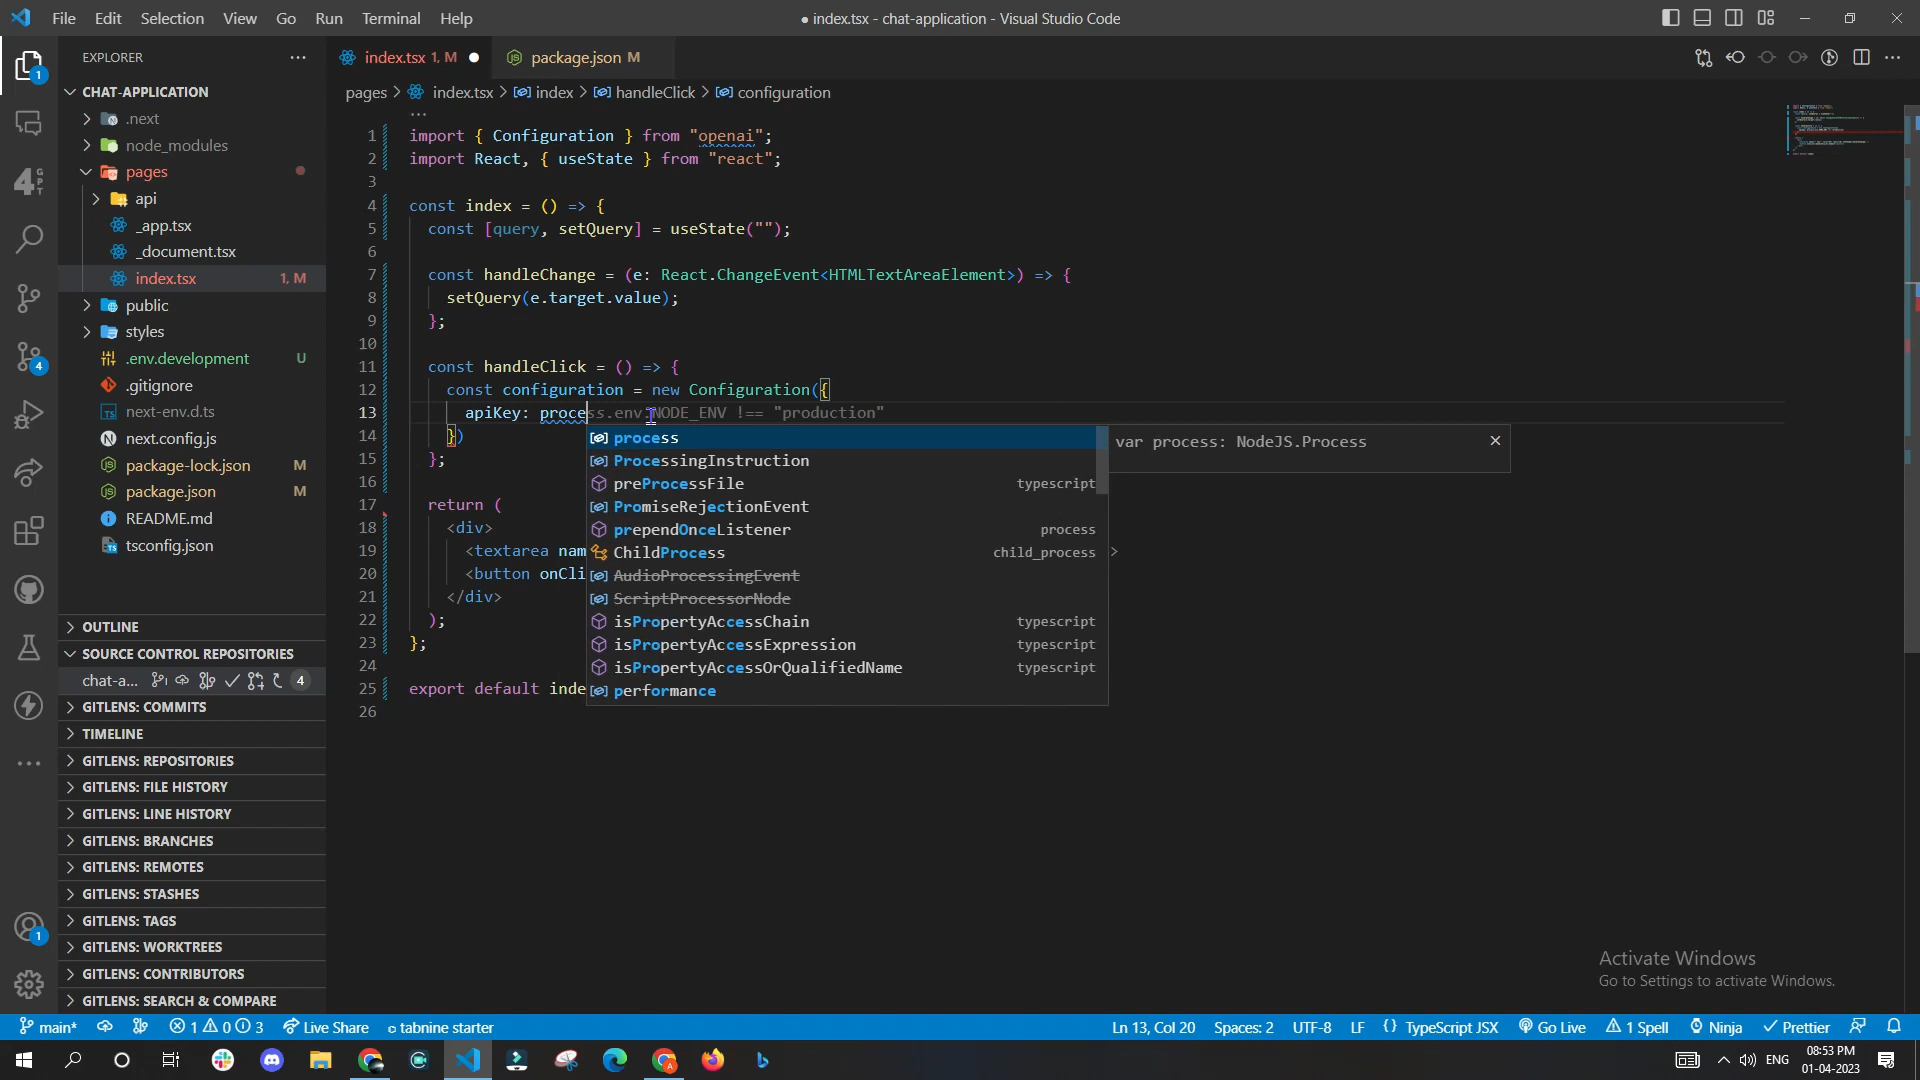 File Edit Selection View Go Run Terminal Help
● index.tsx - chat-application - Visual Studio Code
EXPLORER
index.tsx 1, M
package.json M
CHAT-APPLICATION
pages > index.tsx > index > handleClick > configuration
.next
node_modules
pages
api
_app.tsx
_document.tsx
index.tsx 1, M
public
styles
.env.development U
.gitignore
next-env.d.ts
next.config.js
package-lock.json M
package.json M
README.md
tsconfig.json
OUTLINE
SOURCE CONTROL REPOSITORIES
chat-a... 4
GITLENS: COMMITS
TIMELINE
GITLENS: REPOSITORIES
GITLENS: FILE HISTORY
GITLENS: LINE HISTORY
GITLENS: BRANCHES
GITLENS: REMOTES
GITLENS: STASHES
GITLENS: TAGS
GITLENS: WORKTREES
GITLENS: CONTRIBUTORS
GITLENS: SEARCH & COMPARE
1 import { Configuration } from "openai";
2 import React, { useState } from "react";
3
4 const index = () => {
5 const [query, setQuery] = useState("");
6
7 const handleChange = (e: React.ChangeEvent<HTMLTextAreaElement>) => {
8 setQuery(e.target.value);
9 };
10
11 const handleClick = () => {
12 const configuration = new Configuration({
13 apiKey: process.env.NODE_ENV !== "production"
14 })
15 };
16
17 return (
18 <div>
19 <textarea nam >
20 <button onCli
21 </div>
22 );
23 };
24
25 export default inde
26
process
ProcessingInstruction
preProcessFile typescript
PromiseRejectionEvent
prependOnceListener process
ChildProcess child_process
AudioProcessingEvent
ScriptProcessorNode
isPropertyAccessChain typescript
isPropertyAccessExpression typescript
isPropertyAccessOrQualifiedName typescript
performance
var process: NodeJS.Process
Activate Windows
Go to Settings to activate Windows.
main* 1 0 3 Live Share tabnine starter
Ln 13, Col 20 Spaces: 2 UTF-8 LF { } TypeScript JSX Go Live 1 Spell Ninja Prettier
ENG
08:53 PM
01-04-2023